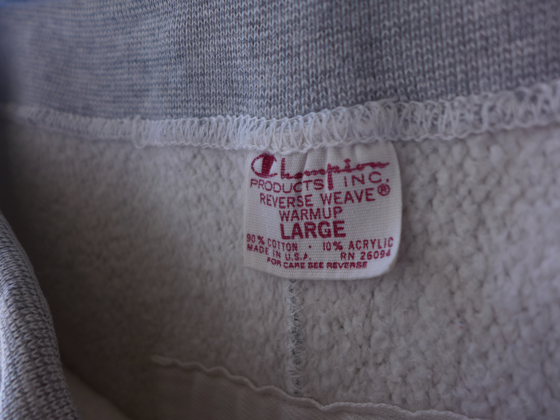 Champion
PRODUCTS INC.
REVERSE WEAVE®
WARMUP
LARGE
90% COTTON · 10% ACRYLIC
MADE IN U.S.A. RN 26094
FOR CARE SEE REVERSE